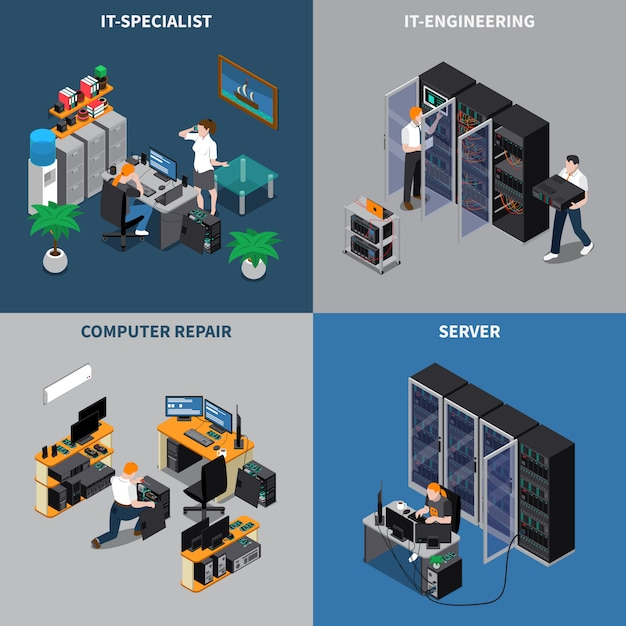 IT-SPECIALIST
IT-ENGINEERING
COMPUTER REPAIR
SERVER